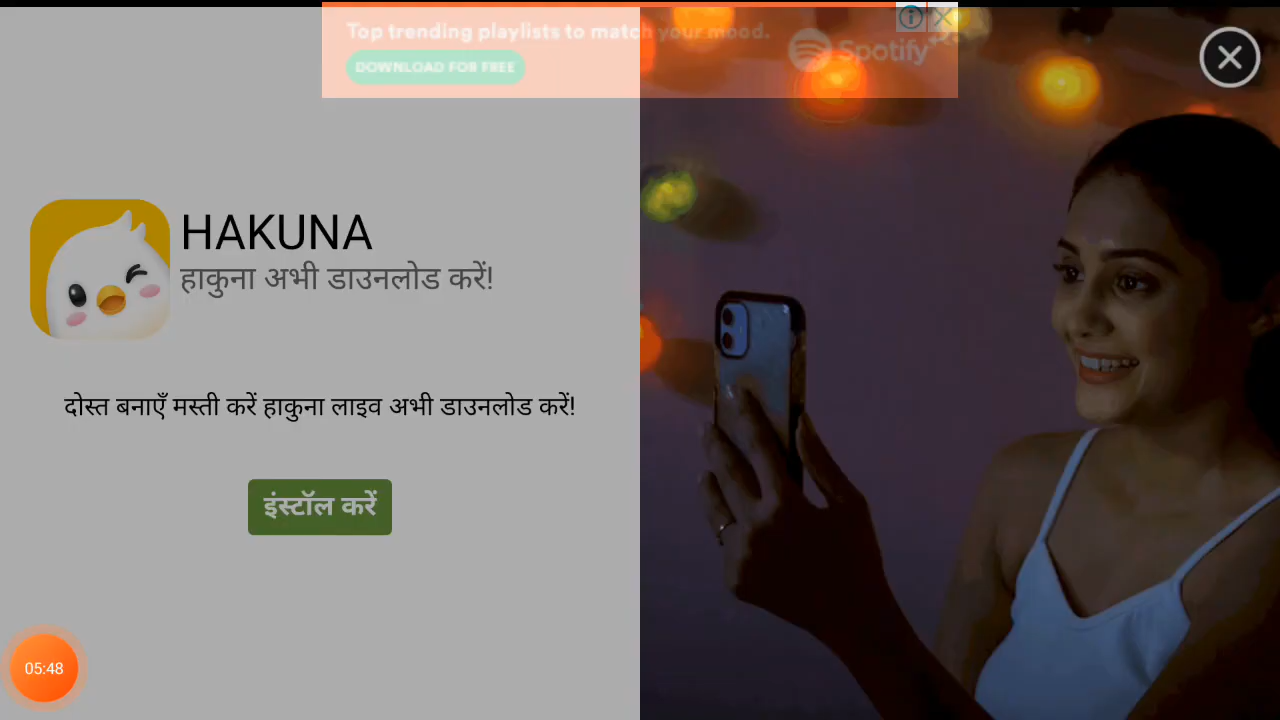 Top trending playlists to match your mood.
DOWNLOAD FOR FREE
Spotify
HAKUNA
हाकुना अभी डाउनलोड करें!
दोस्त बनाएँ मस्ती करें हाकुना लाइव अभी डाउनलोड करें!
इंस्टॉल करें
05:48